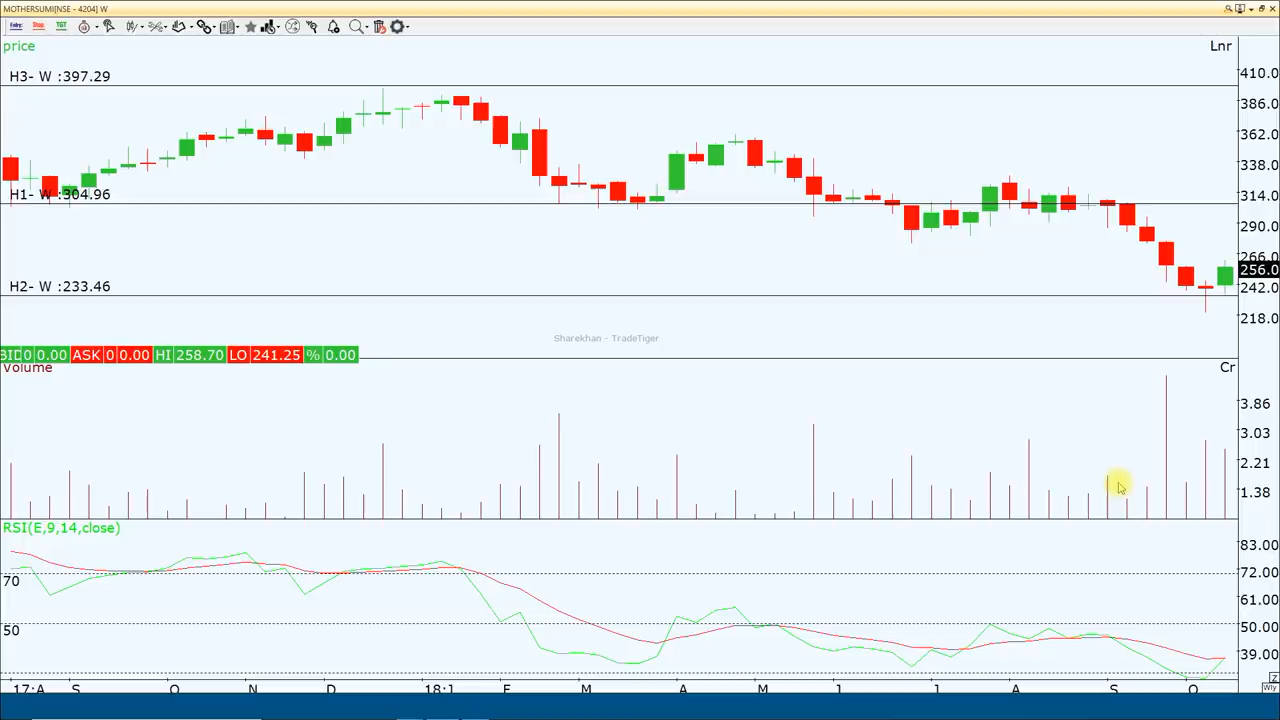 MOTHERSUMI[NSE - 4204] W
Entry Stop TGT
price
Lnr
H3- W :397.29
410.0
386.0
362.0
338.0
H1- W :304.96
314.0
290.0
266.0
256.0
H2- W :233.46
242.0
218.0
Sharekhan - TradeTiger
BID 0 0.00 ASK 0 0.00 HI 258.70 LO 241.25 % 0.00
volume
Cr
3.86
3.03
2.21
1.38
RSI(E,9,14,close)
83.00
70
72.00
61.00
50
50.00
39.00
17:A S O N D 18:J F M A M J J A S O
Wly